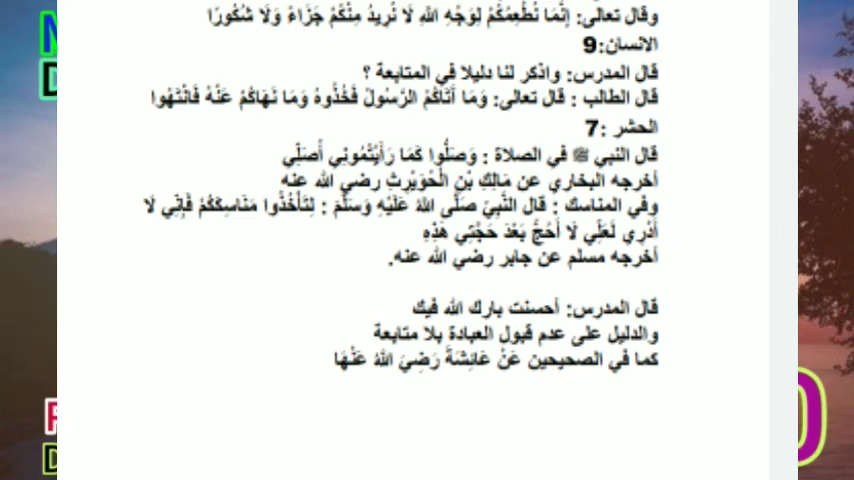 وقال تعالى: إِنَّمَا نُطْعِمُكُمْ لِوَجْهِ اللهِ لَا نُرِيدُ مِنْكُمْ جَزَاءً وَلَا شُكُورًا
الانسان:9
قال المدرس: واذكر لنا دليلا في المتابعة ؟
قال الطالب : قال تعالى: وَمَا آتَاكُمُ الرَّسُولُ فَخُذُوهُ وَمَا نَهَاكُمْ عَنْهُ فَانْتَهُوا
الحشر :7
قال النبي ﷺ في الصلاة : وَصَلُّوا كَمَا رَأَيْتُمُونِي أُصَلِّي
أخرجه البخاري عن مَالِكِ بْنِ الْحُوَيْرِثِ رضي الله عنه
وفي المناسك : قال النَّبِيّ صَلَّى اللهُ عَلَيْهِ وَسَلَّمَ : لِتَأْخُذُوا مَنَاسِكَكُمْ فَإِنِّي لَا
أَدْرِي لَعَلِّي لَا أَحُجُّ بَعْدَ حَجَّتِي هَذِهِ
أخرجه مسلم عن جابر رضي الله عنه.
قال المدرس: أحسنت بارك الله فيك
والدليل على عدم قبول العبادة بلا متابعة
كما في الصحيحين عَنْ عَائِشَةَ رَضِيَ اللهُ عَنْهَا